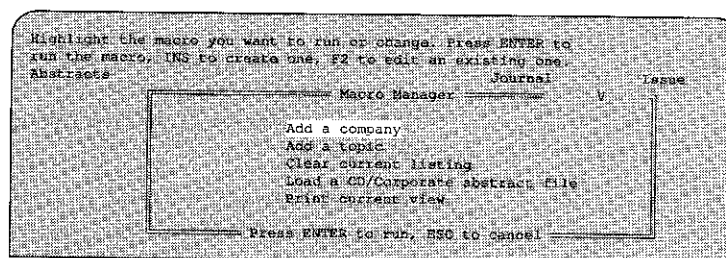 Highlight the macro you want to run or change. Press ENTER to
run the macro, INS to create one, F2 to edit an existing one.
Abstracts Journal Issue
Macro Manager V
Add a company
Add a topic
Clear current listing
Load a CD/Corporate abstract file
Print current view
Press ENTER to run, ESC to cancel